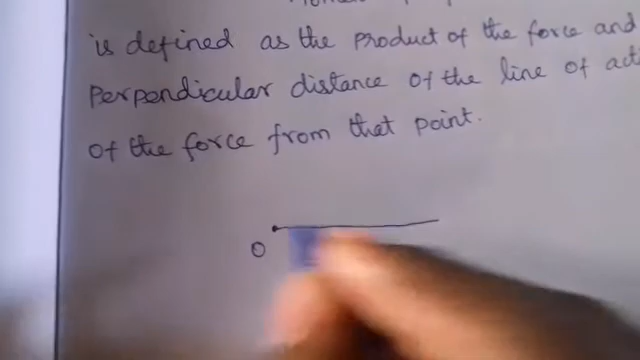 is defined as the product of the force and
Perpendicular distance of the line of
of the force from that point.
O